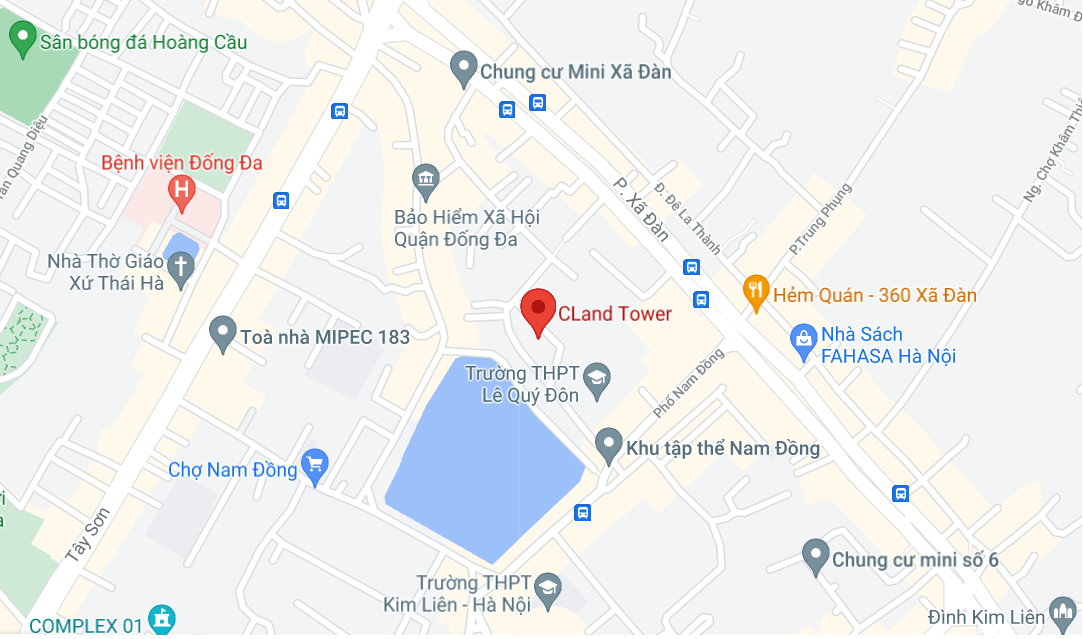 Sân bóng đá Hoàng Cầu
Chung cư Mini Xã Đàn
Bệnh viện Đống Đa
H
P. Xã Đàn
Đ. Đê La Thành
P.Trung Phụng
Ng. Chợ Khâm Thiê
Bảo Hiểm Xã Hội
Quận Đống Đa
Nhà Thờ Giáo
Xứ Thái Hà
Hẻm Quán - 360 Xã Đàn
CLand Tower
Toà nhà MIPEC 183
Nhà Sách
FAHASA Hà Nội
Trường THPT
Lê Quý Đôn
Phố Nam Đồng
Khu tập thể Nam Đồng
Chợ Nam Đồng
Tây Sơn
Chung cư mini số 6
Trường THPT
Kim Liên - Hà Nội
Đình Kim Liên
COMPLEX 01